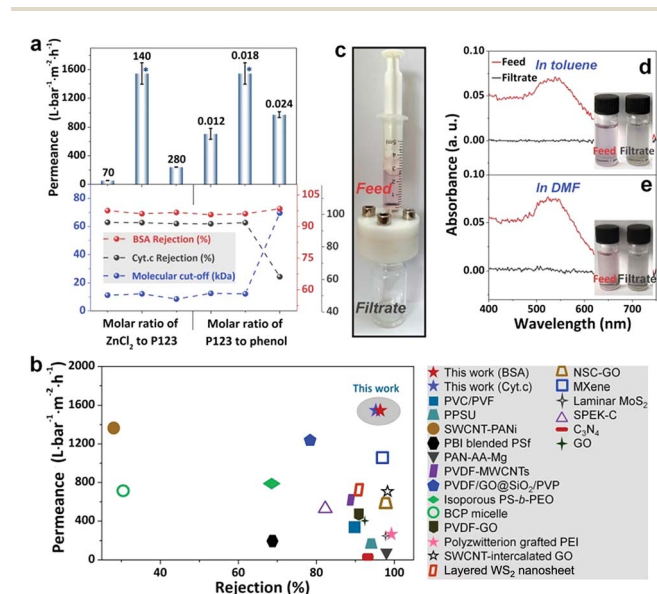 a
Permeance (L·bar⁻¹·m⁻²·h⁻¹)
1600
1200
800
400
0
70
140
*
280
0.012
0.018
*
0.024
80
60
40
20
0
BSA Rejection (%)
Cyt.c Rejection (%)
Molecular cut-off (kDa)
105
90
75
60
100
80
60
40
Molar ratio of
ZnCl₂ to P123
Molar ratio of
P123 to phenol
c
Feed
Filtrate
Absorbance (a. u.)
Feed
Filtrate
In toluene
d
0.10
0.05
0.00
Feed
Filtrate
In DMF
e
0.10
0.05
0.00
Feed
Filtrate
400
500
600
700
Wavelength (nm)
b
Permeance (L·bar⁻¹·m⁻²·h⁻¹)
2000
1600
1200
800
400
0
This work
40
60
80
100
Rejection (%)
This work (BSA)
This work (Cyt.c)
PVC/PVF
PPSU
SWCNT-PANi
PBI blended PSf
PAN-AA-Mg
PVDF-MWCNTs
PVDF/GO@SiO₂/PVP
Isoporous PS-b-PEO
BCP micelle
PVDF-GO
Polyzwitterion grafted PEI
SWCNT-intercalated GO
Layered WS₂ nanosheet
NSC-GO
MXene
Laminar MoS₂
SPEK-C
C₃N₄
GO